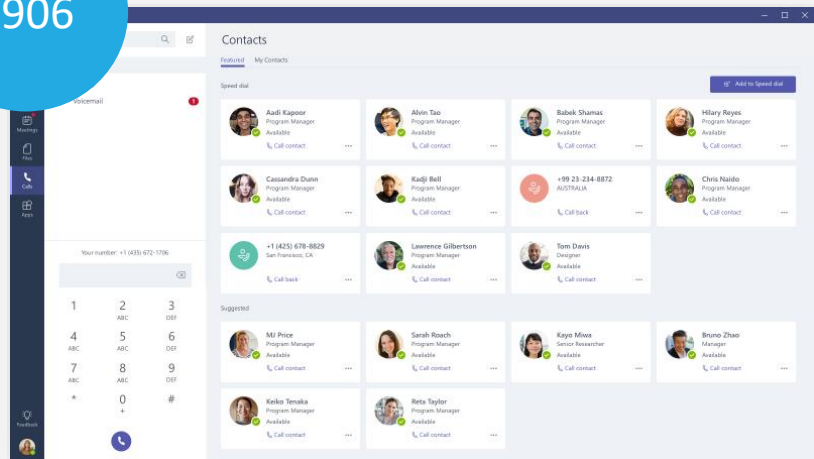 906
Contacts
Featured My Contacts
Speed dial
Add to Speed dial
Voicemail
1
Meetings
Files
Calls
Apps
Feedback
Aadi Kapoor
Program Manager
Available
Call contact
Alvin Tao
Program Manager
Available
Call contact
Babek Shamas
Program Manager
Available
Call contact
Hilary Reyes
Program Manager
Available
Call contact
Cassandra Dunn
Program Manager
Available
Call contact
Kadji Bell
Program Manager
Available
Call contact
+99 23-234-8872
AUSTRALIA
Call back
Chris Naido
Program Manager
Available
Call contact
+1 (425) 678-8829
San Francisco, CA
Call back
Lawrence Gilbertson
Program Manager
Available
Call contact
Tom Davis
Designer
Available
Call contact
Suggested
MJ Price
Program Manager
Available
Call contact
Sarah Roach
Program Manager
Available
Call contact
Kayo Miwa
Senior Researcher
Available
Call contact
Bruno Zhao
Manager
Available
Call contact
Keiko Tenaka
Program Manager
Available
Call contact
Reta Taylor
Program Manager
Available
Call contact
Your number: +1 (435) 672-1706
1 2 3
ABC DEF
4 5 6
ABC ABC DEF
7 8 9
ABC ABC DEF
* 0 #
+